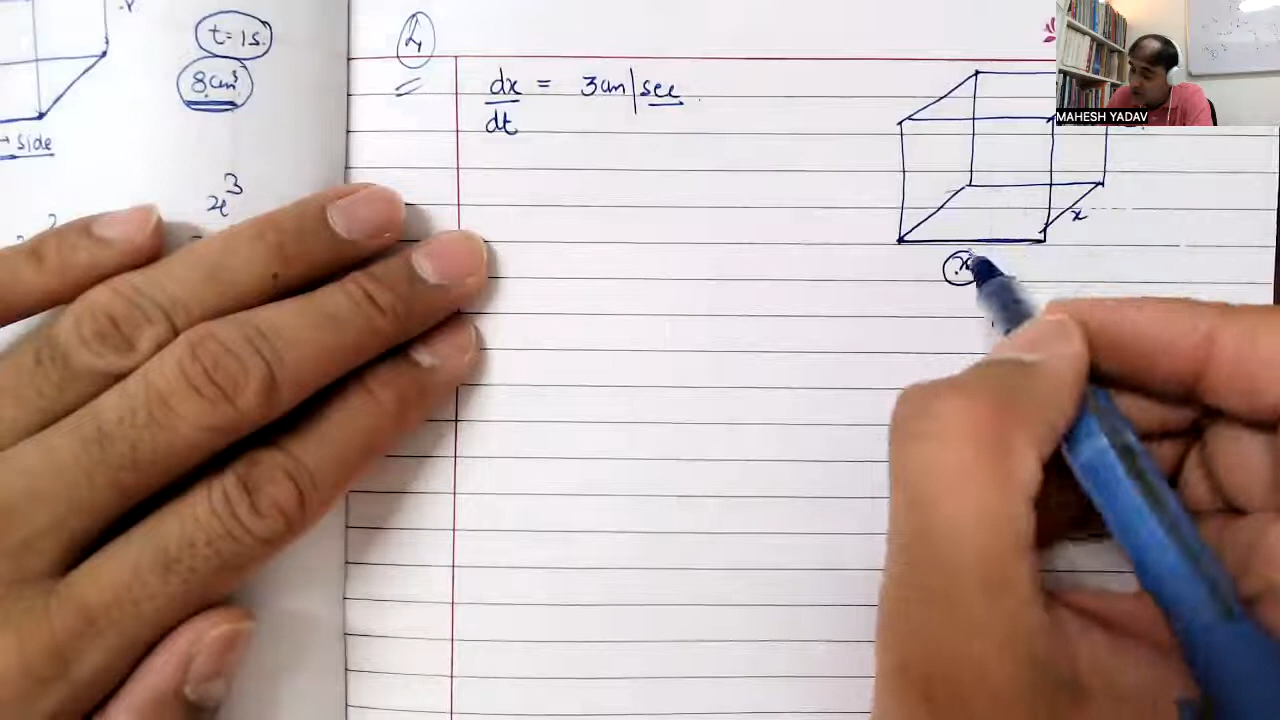 t=1s.
8cm³
→ side
x³
4
dx = 3cm|sec
dt
x
x
MAHESH YADAV